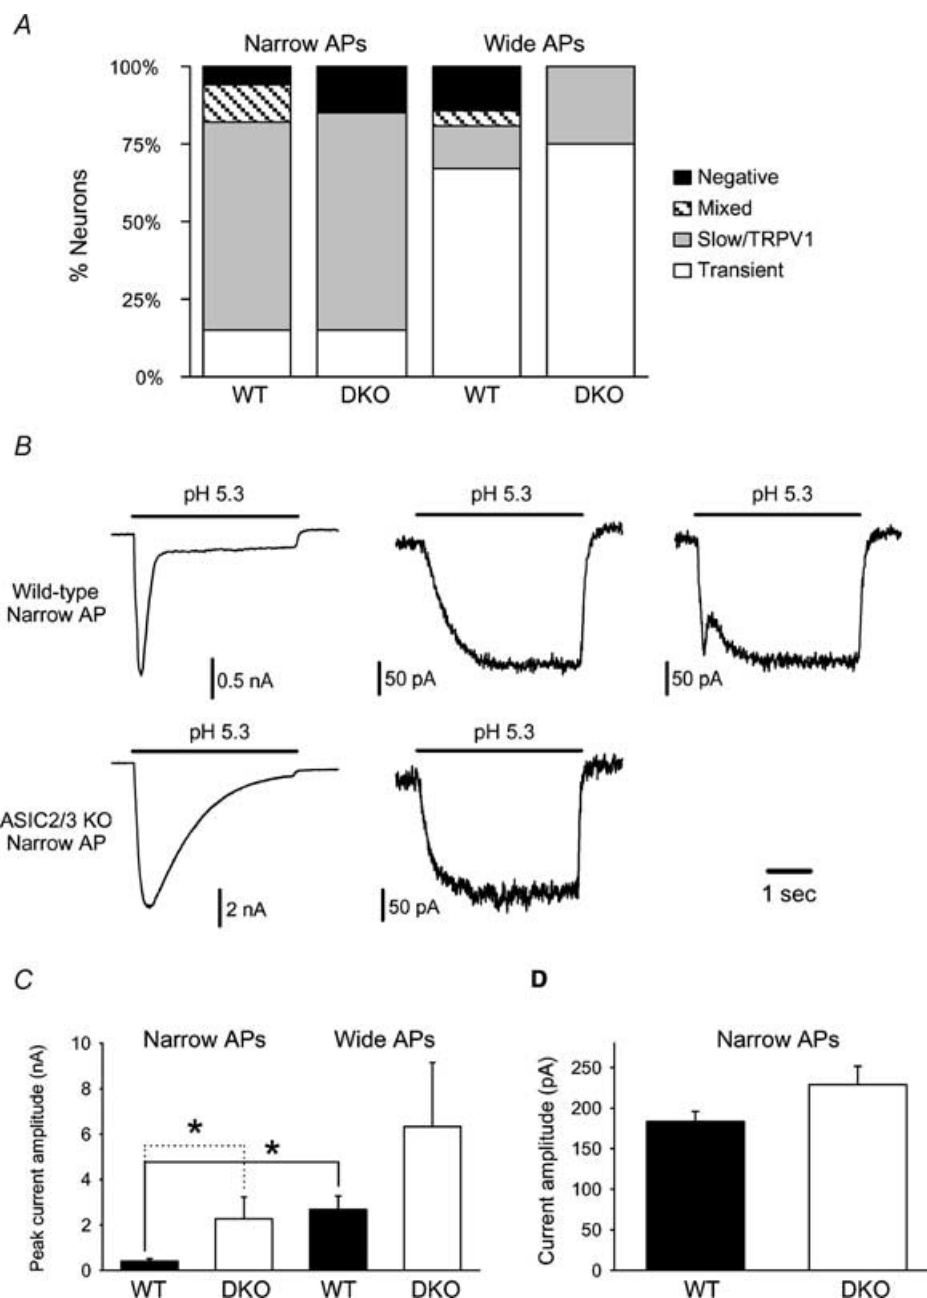 A
Narrow APs
Wide APs
100%
75%
50%
25%
0%
% Neurons
WT
DKO
WT
DKO
Negative
Mixed
Slow/TRPV1
Transient
B
pH 5.3
pH 5.3
pH 5.3
Wild-type
Narrow AP
0.5 nA
50 pA
50 pA
pH 5.3
pH 5.3
ASIC2/3 KO
Narrow AP
2 nA
50 pA
1 sec
C
Narrow APs
Wide APs
10
8
6
4
2
0
Peak current amplitude (nA)
*
*
WT
DKO
WT
DKO
D
Narrow APs
250
200
150
100
50
0
Current amplitude (pA)
WT
DKO